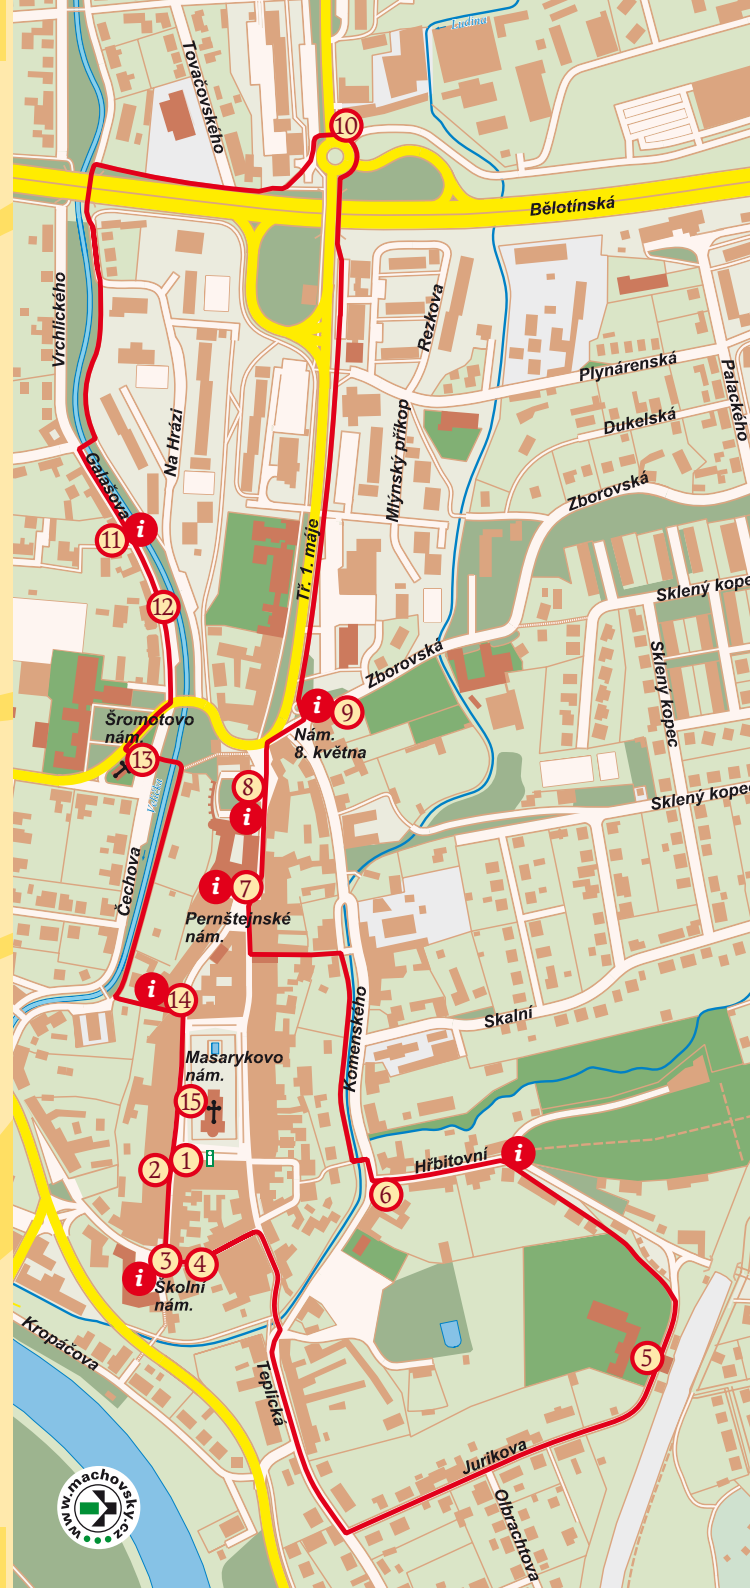 Ludina
Tovačovského
10
Bělotínská
Vrchlického
Rezkova
Plynárenská
Palackého
Dukelská
Na Hrázi
Mlýnský příkop
Zborovská
Galašova
i
11
Tř. 1. máje
12
Sklený kopec
Zborovská
Sklený kopec
Šromotovo
nám.
i
9
Nám.
8. května
13
8
i
Sklený kopec
Čechova
i
7
Pernštejnské
nám.
i
14
Komenského
Skalní
Masarykovo
nám.
15
2
1
i
Hřbitovní
i
6
3
4
i
Školní
nám.
Kropáčova
5
Teplická
Jurikova
Olbrachtova
www.machovsky.cz